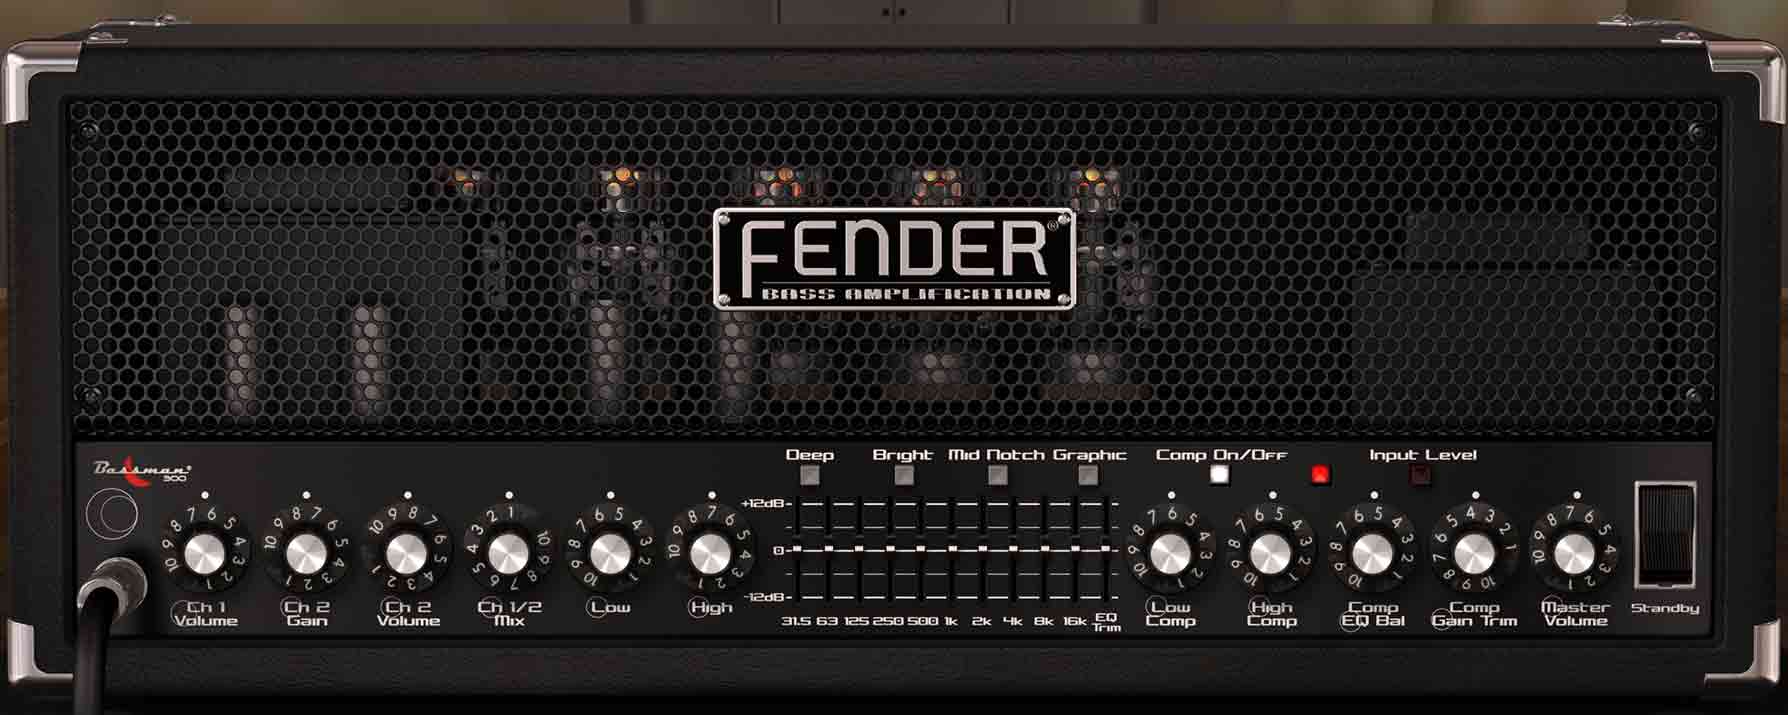 FENDER®
BASS AMPLIFICATION
Bassman®
300
Deep Bright Mid Notch Graphic Comp On/Off Input Level
+12dB
0
-12dB
31.5 63 125 250 500 1k 2k 4k 8k 16k EQ Trim
Ch 1 Volume
Ch 2 Gain
Ch 2 Volume
Ch 1/2 Mix
Low
High
Low Comp
High Comp
Comp EQ Bal
Comp Gain Trim
Master Volume
Standby